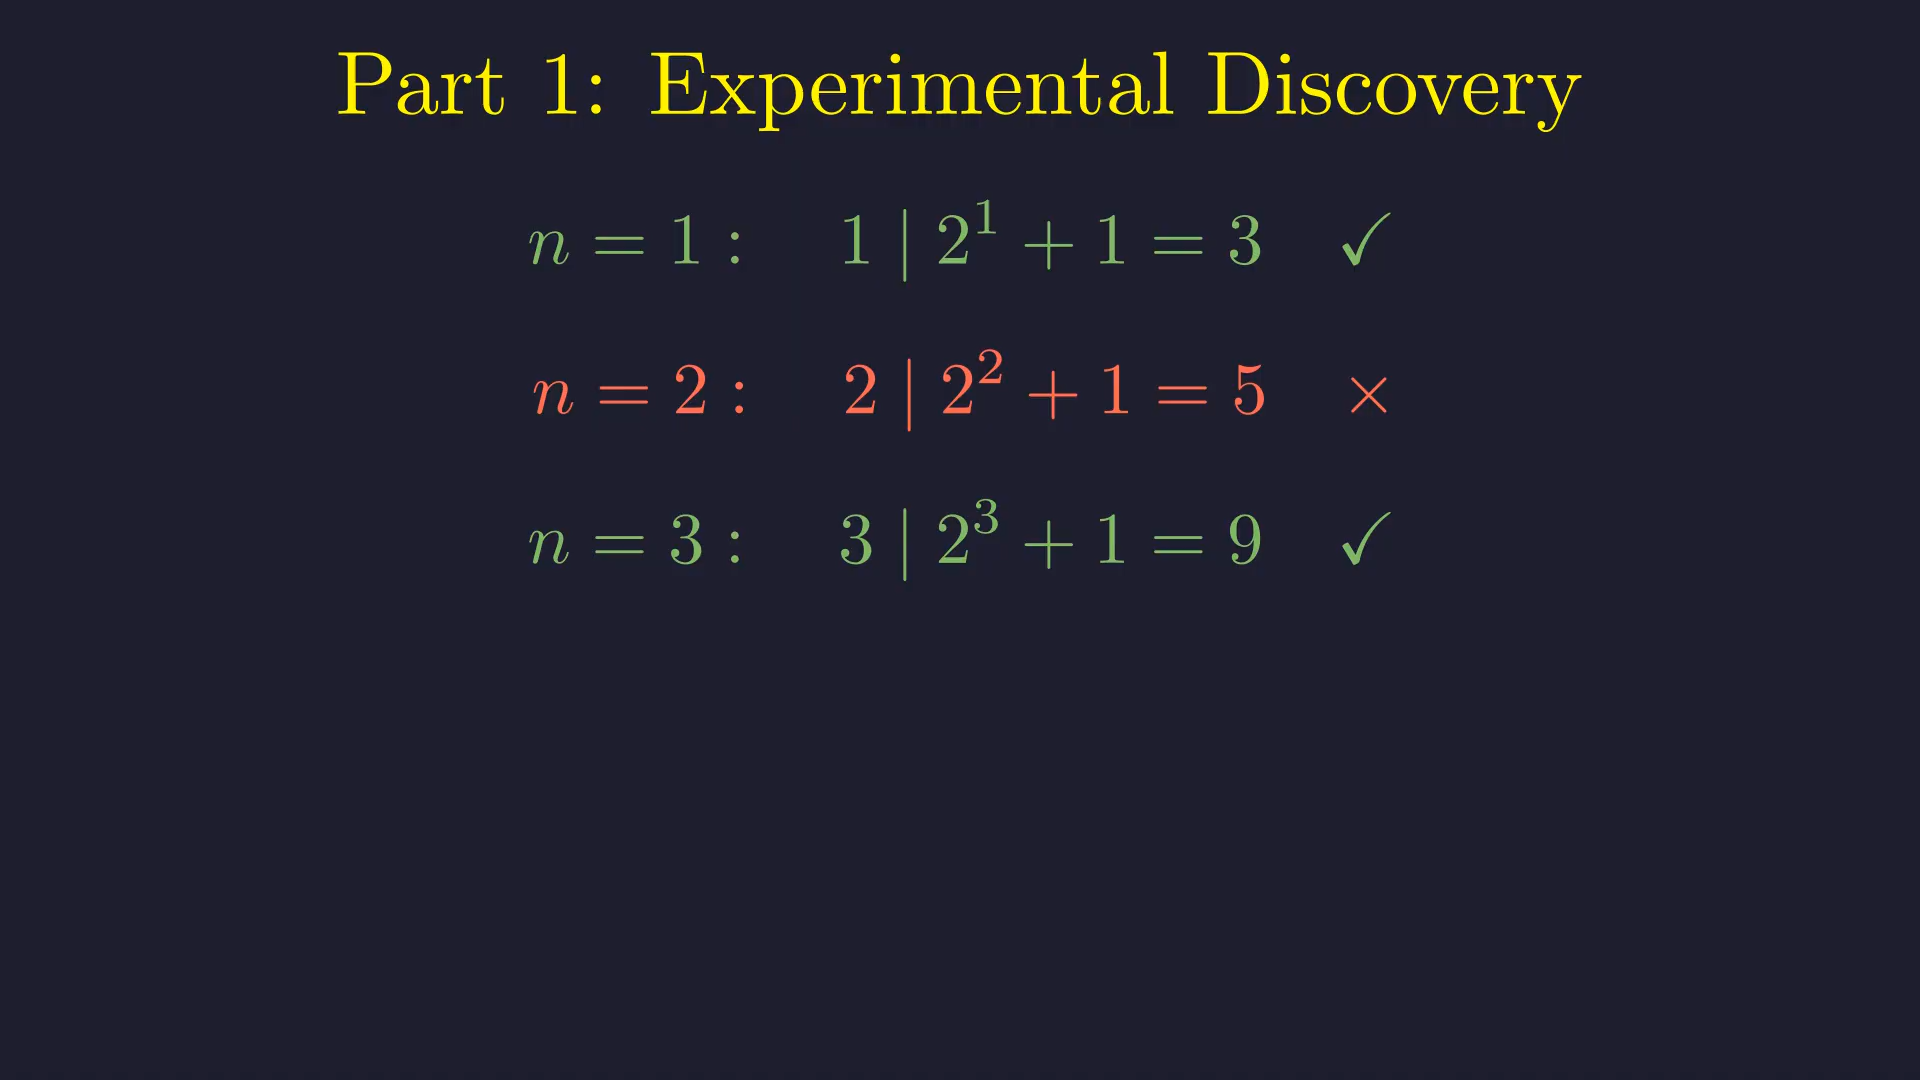 Part 1: Experimental Discovery
n = 1 : 1 | 2¹ + 1 = 3 ✓
n = 2 : 2 | 2² + 1 = 5 ×
n = 3 : 3 | 2³ + 1 = 9 ✓